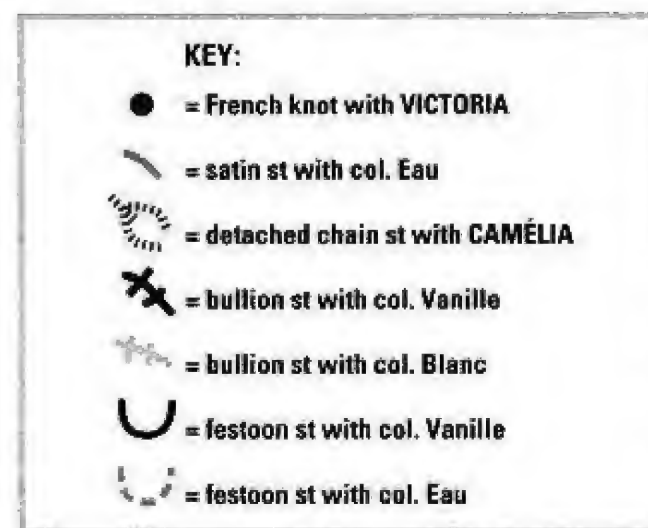 KEY:
= French knot with VICTORIA
= satin st with col. Eau
= detached chain st with CAMÉLIA
= bullion st with col. Vanille
= bullion st with col. Blanc
= festoon st with col. Vanille
= festoon st with col. Eau